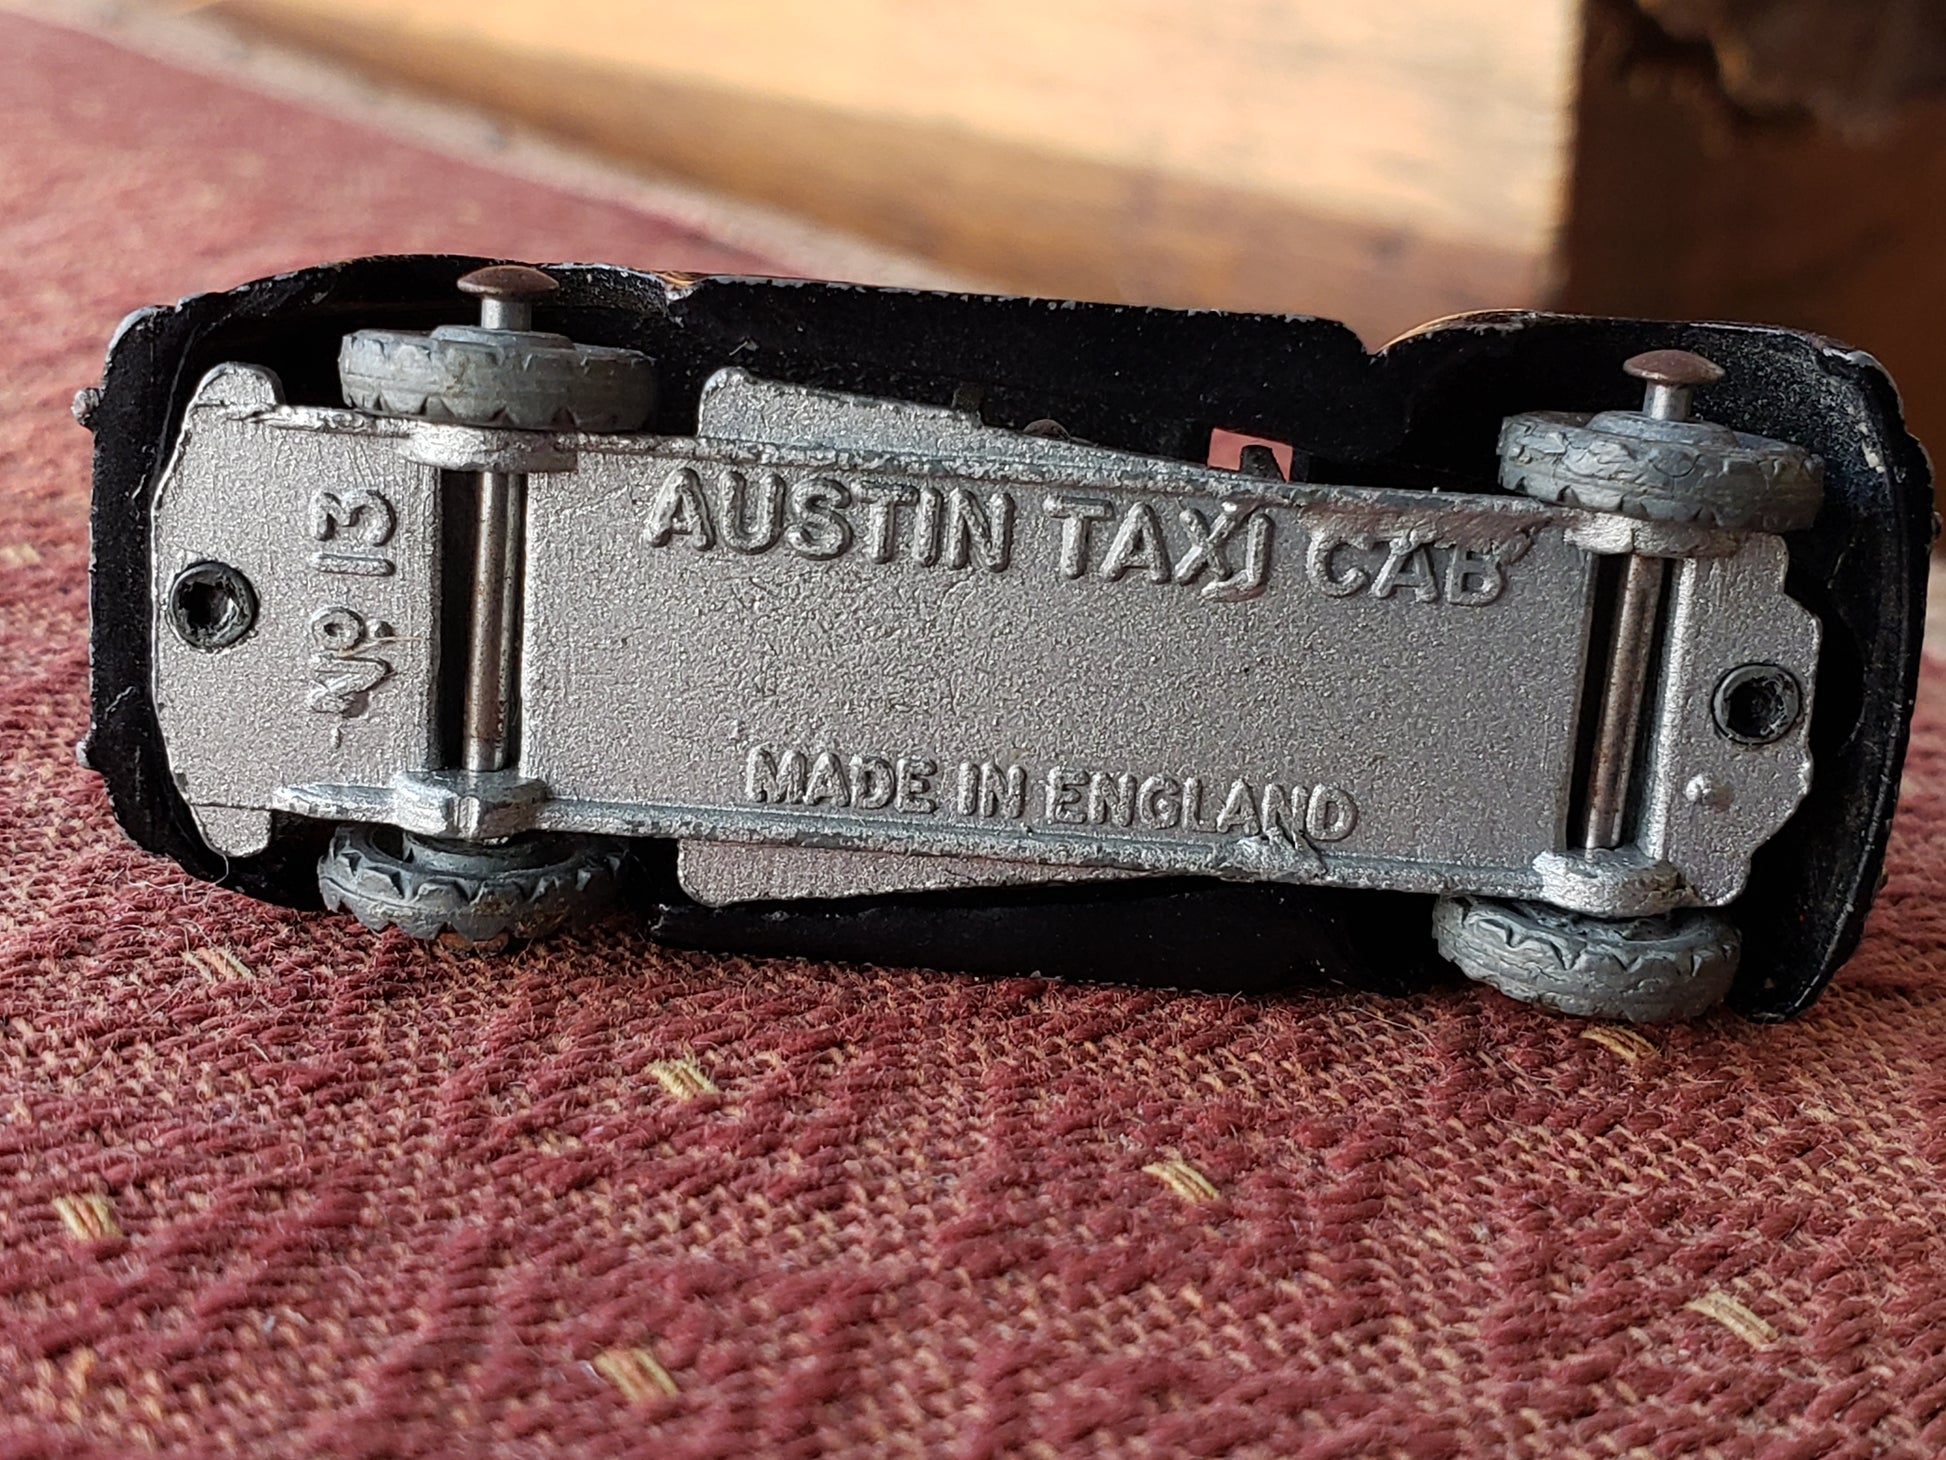 AUSTIN TAXI CAB
MADE IN ENGLAND
Nº 13